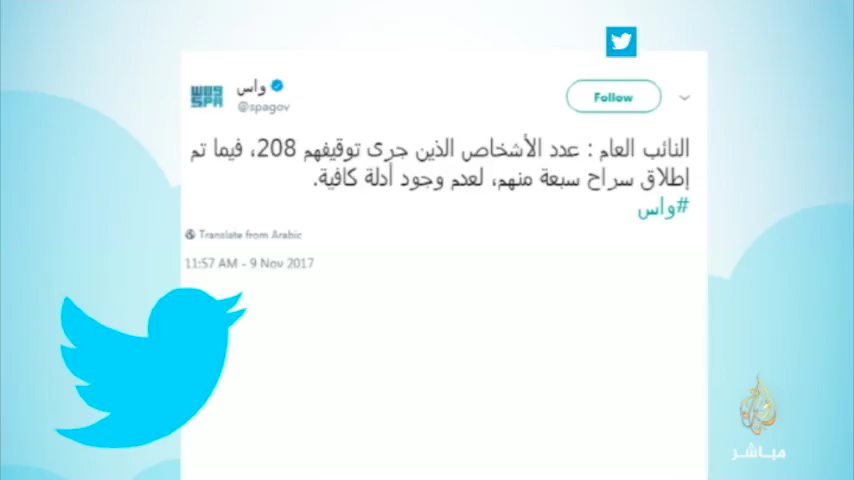 واس
@spagov
Follow
النائب العام : عدد الأشخاص الذين جرى توقيفهم 208، فيما تم
إطلاق سراح سبعة منهم، لعدم وجود أدلة كافية.
#واس
Translate from Arabic
11:57 AM - 9 Nov 2017
مباشر